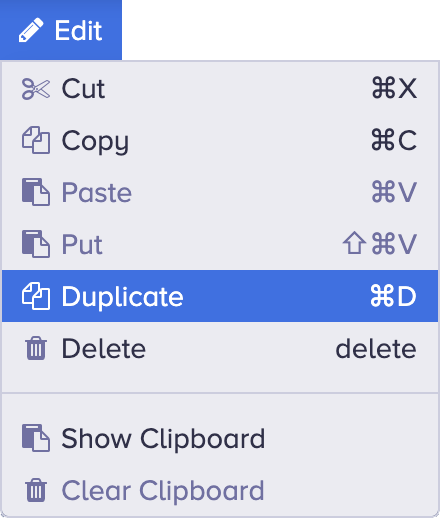 Edit
Cut ⌘X
Copy ⌘C
Paste ⌘V
Put ⇧⌘V
Duplicate ⌘D
Delete delete
Show Clipboard
Clear Clipboard